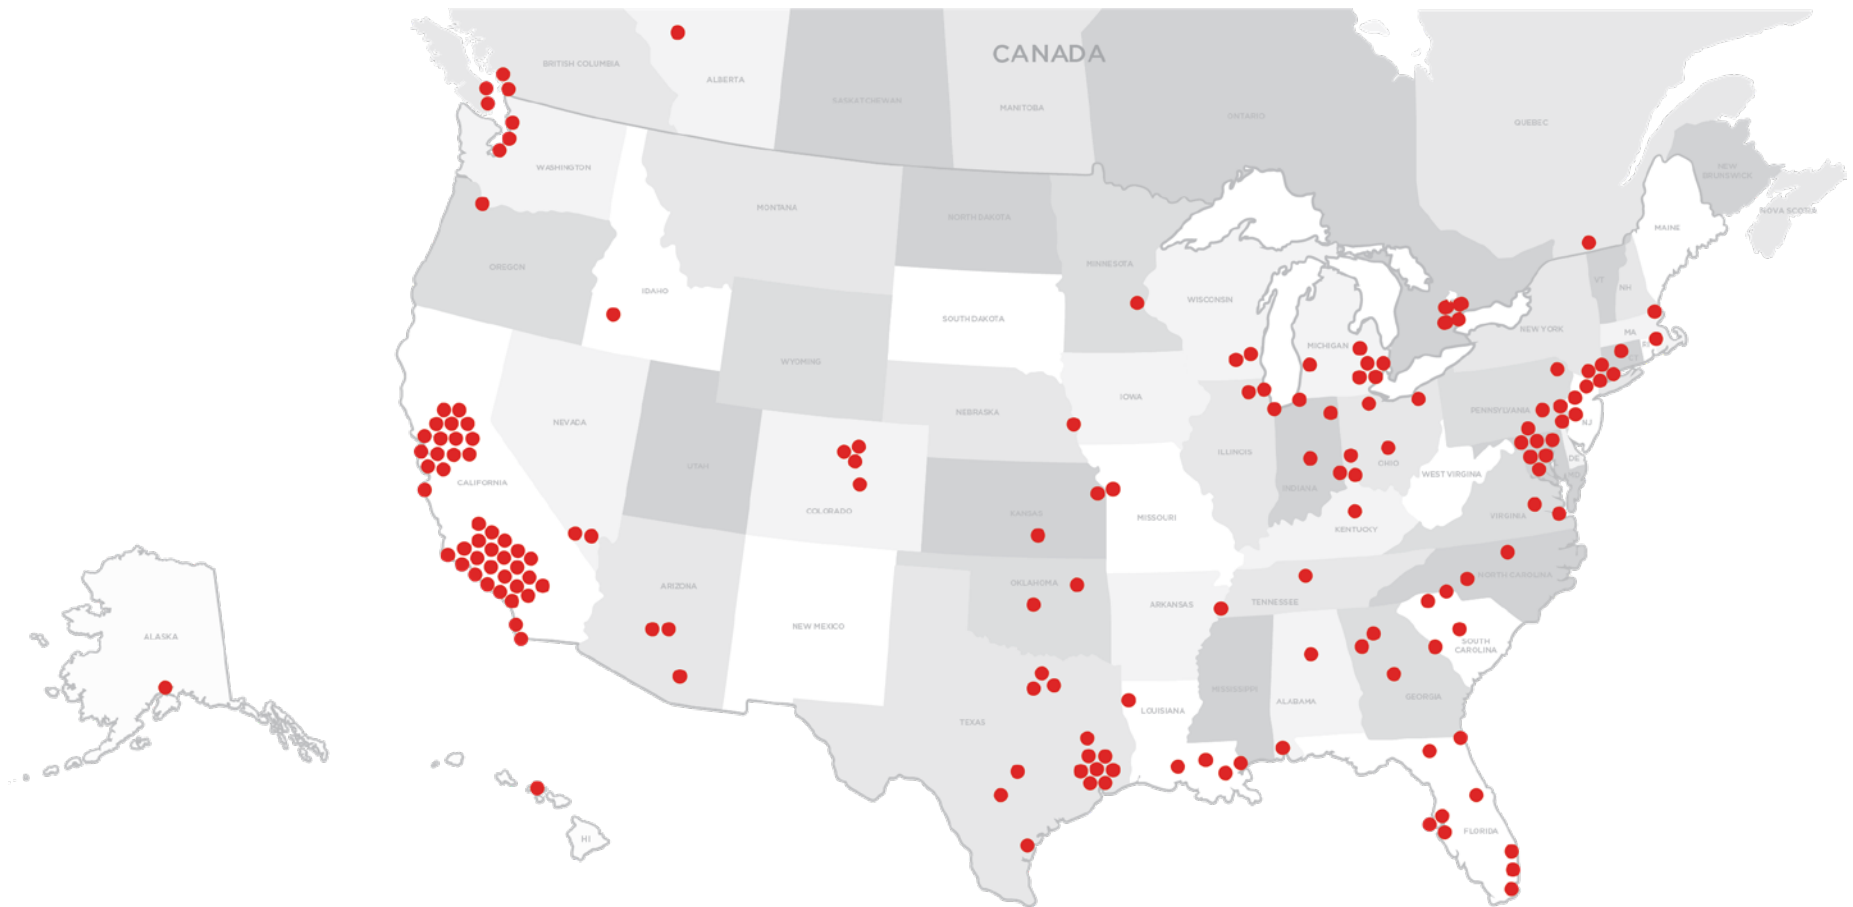 CANADA
BRITISH COLUMBIA
ALBERTA
SASKATCHEWAN
MANITOBA
ONTARIO
QUEBEC
NEW
BRUNSWICK
NOVA SCOTIA
WASHINGTON
MONTANA
NORTH DAKOTA
MINNESOTA
MAINE
OREGON
IDAHO
SOUTH DAKOTA
WISCONSIN
MICHIGAN
VT
NH
NEW YORK
MA
RI
CT
WYOMING
NEBRASKA
IOWA
PENNSYLVANIA
NJ
NEVADA
UTAH
COLORADO
CALIFORNIA
ILLINOIS
INDIANA
OHIO
WEST VIRGINIA
DE
MD
KANSAS
MISSOURI
KENTUCKY
VIRGINIA
ARIZONA
NEW MEXICO
OKLAHOMA
ARKANSAS
TENNESSEE
NORTH CAROLINA
SOUTH
CAROLINA
ALASKA
TEXAS
LOUISIANA
MISSISSIPPI
ALABAMA
GEORGIA
FLORIDA
HI